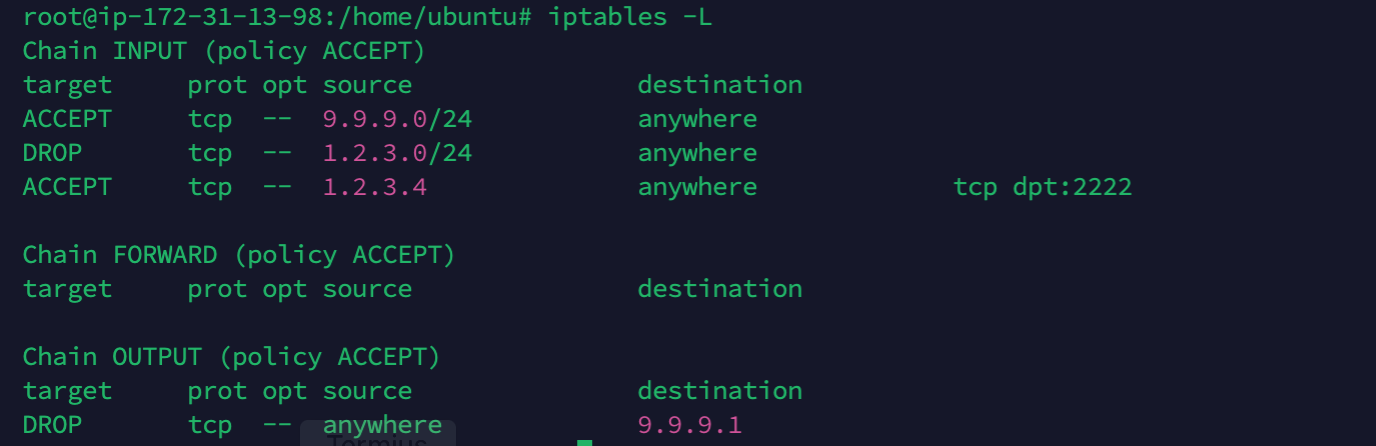 root@ip-172-31-13-98:/home/ubuntu# iptables -L
Chain INPUT (policy ACCEPT)
target     prot opt source               destination
ACCEPT     tcp  --  9.9.9.0/24           anywhere
DROP       tcp  --  1.2.3.0/24           anywhere
ACCEPT     tcp  --  1.2.3.4              anywhere             tcp dpt:2222

Chain FORWARD (policy ACCEPT)
target     prot opt source               destination

Chain OUTPUT (policy ACCEPT)
target     prot opt source               destination
DROP       tcp  --  anywhere             9.9.9.1
Termius